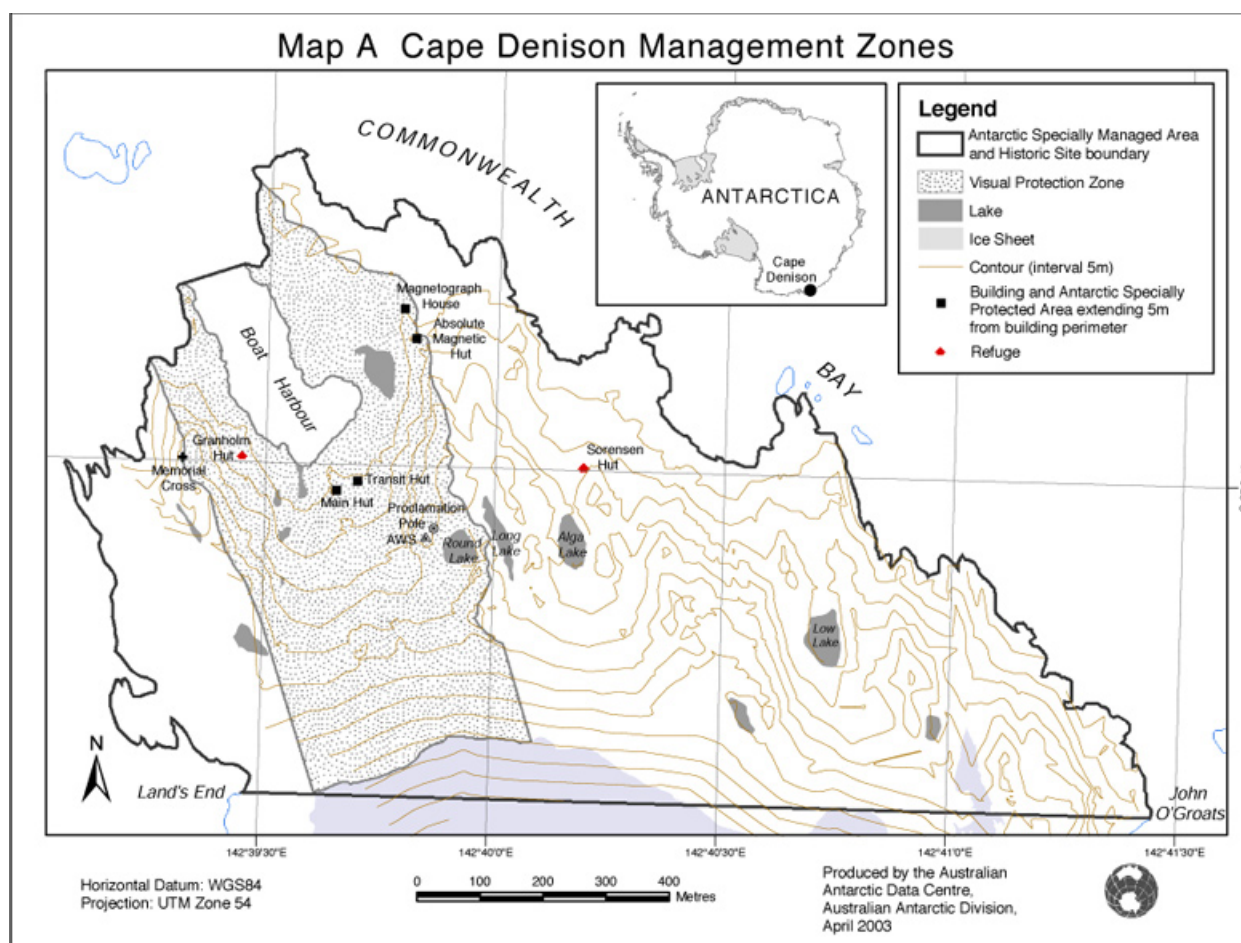 Map A Cape Denison Management Zones
COMMONWEALTH
BAY
ANTARCTICA
Cape
Denison
Legend
Antarctic Specially Managed Area
and Historic Site boundary
Visual Protection Zone
Lake
Ice Sheet
Contour (interval 5m)
Building and Antarctic Specially
Protected Area extending 5m
from building perimeter
Refuge
Magnetograph
House
Absolute
Magnetic
Hut
Boat
Harbour
Granholm
Hut
Memorial
Cross
Sorensen
Hut
Transit Hut
Main Hut
Proclamation
Pole
AWS
Round
Lake
Long
Lake
Alga
Lake
Low
Lake
N
Land's End
John
O'Groats
142°39'30"E
142°40'0"E
142°40'30"E
142°41'0"E
142°41'30"E
Horizontal Datum: WGS84
Projection: UTM Zone 54
0 100 200 300 400
Metres
Produced by the Australian
Antarctic Data Centre,
Australian Antarctic Division,
April 2003